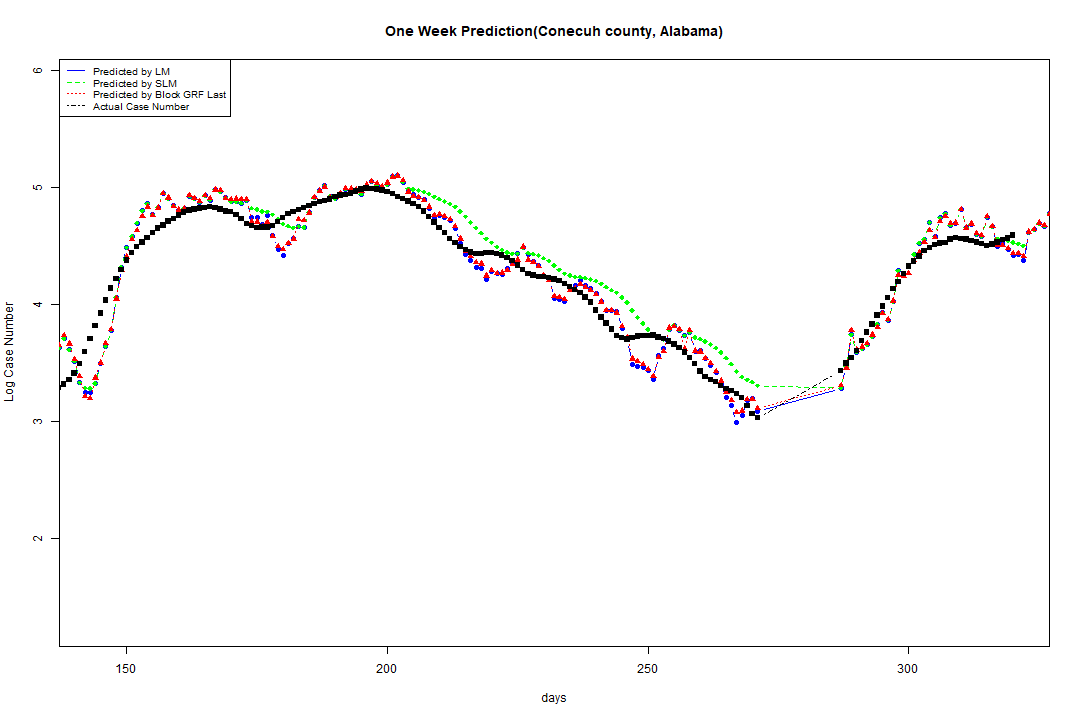 One Week Prediction(Conecuh county, Alabama)
Predicted by LM
Predicted by SLM
Predicted by Block GRF Last
Actual Case Number
6
5
4
3
2
Log Case Number
150 200 250 300
days